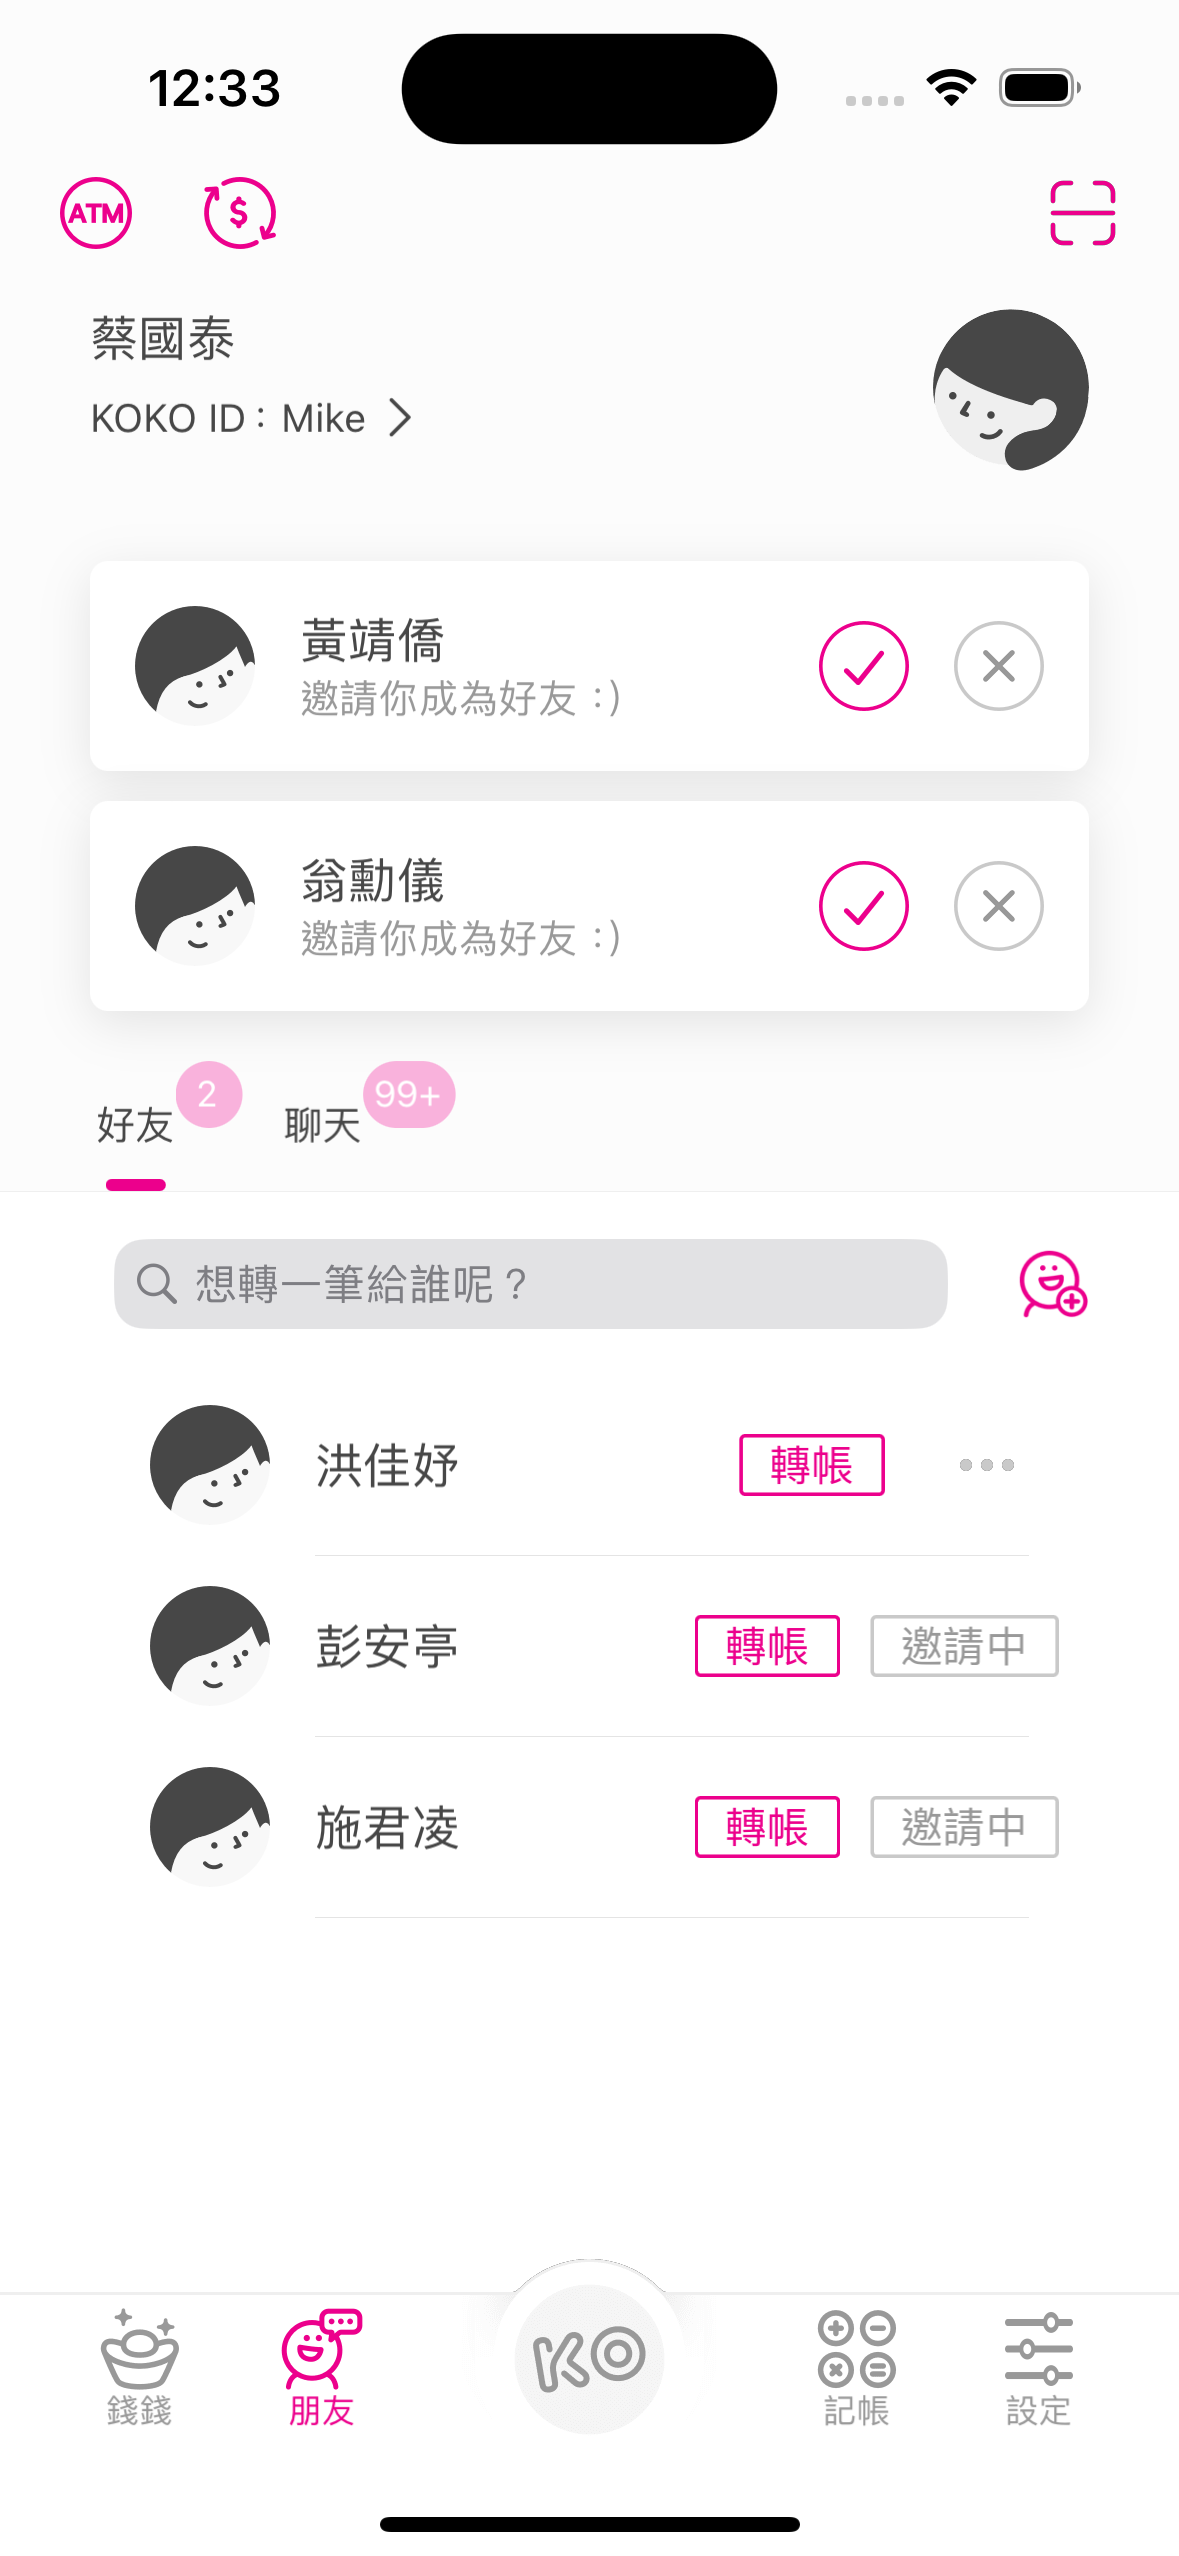 12:33
ATM
$
蔡國泰
KOKO ID : Mike
黃靖僑
邀請你成為好友 : )
翁勳儀
邀請你成為好友 : )
好友 2 聊天 99+
想轉一筆給誰呢？
洪佳妤 轉帳
彭安亭 轉帳 邀請中
施君凌 轉帳 邀請中
KO
錢錢 朋友 記帳 設定